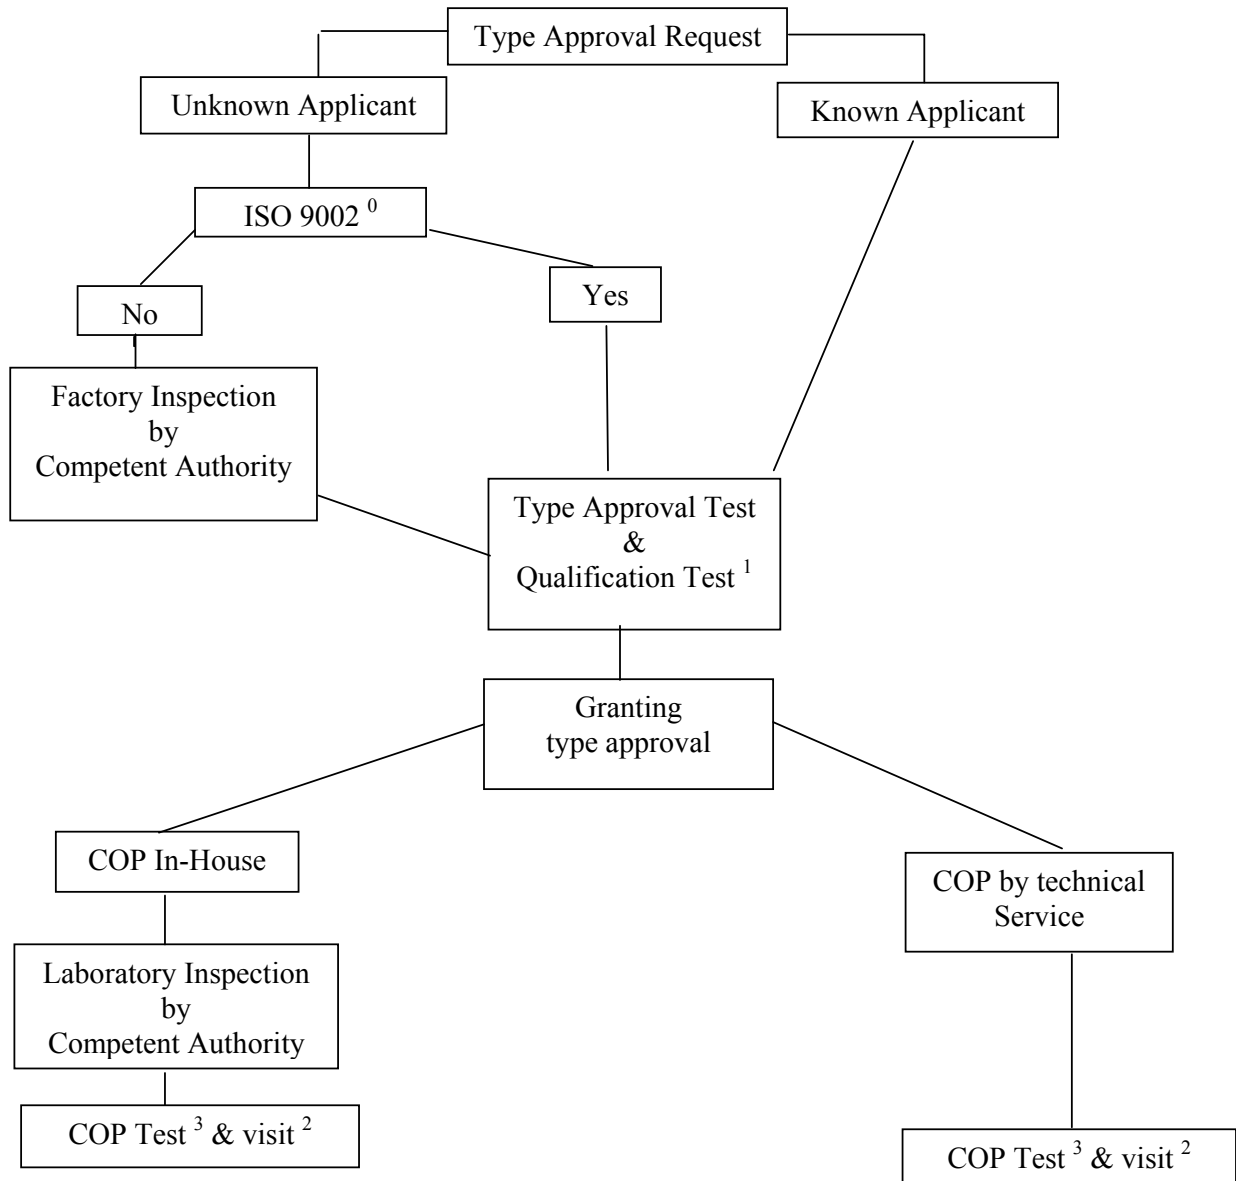 Type Approval Request
Unknown Applicant
Known Applicant
ISO 9002 0
Yes
No
Factory Inspection
by
Competent Authority
Type Approval Test
&
Qualification Test 1
Granting
type approval
COP In-House
COP by technical
Service
Laboratory Inspection
by
Competent Authority
COP Test 3 & visit 2
COP Test 3 & visit 2